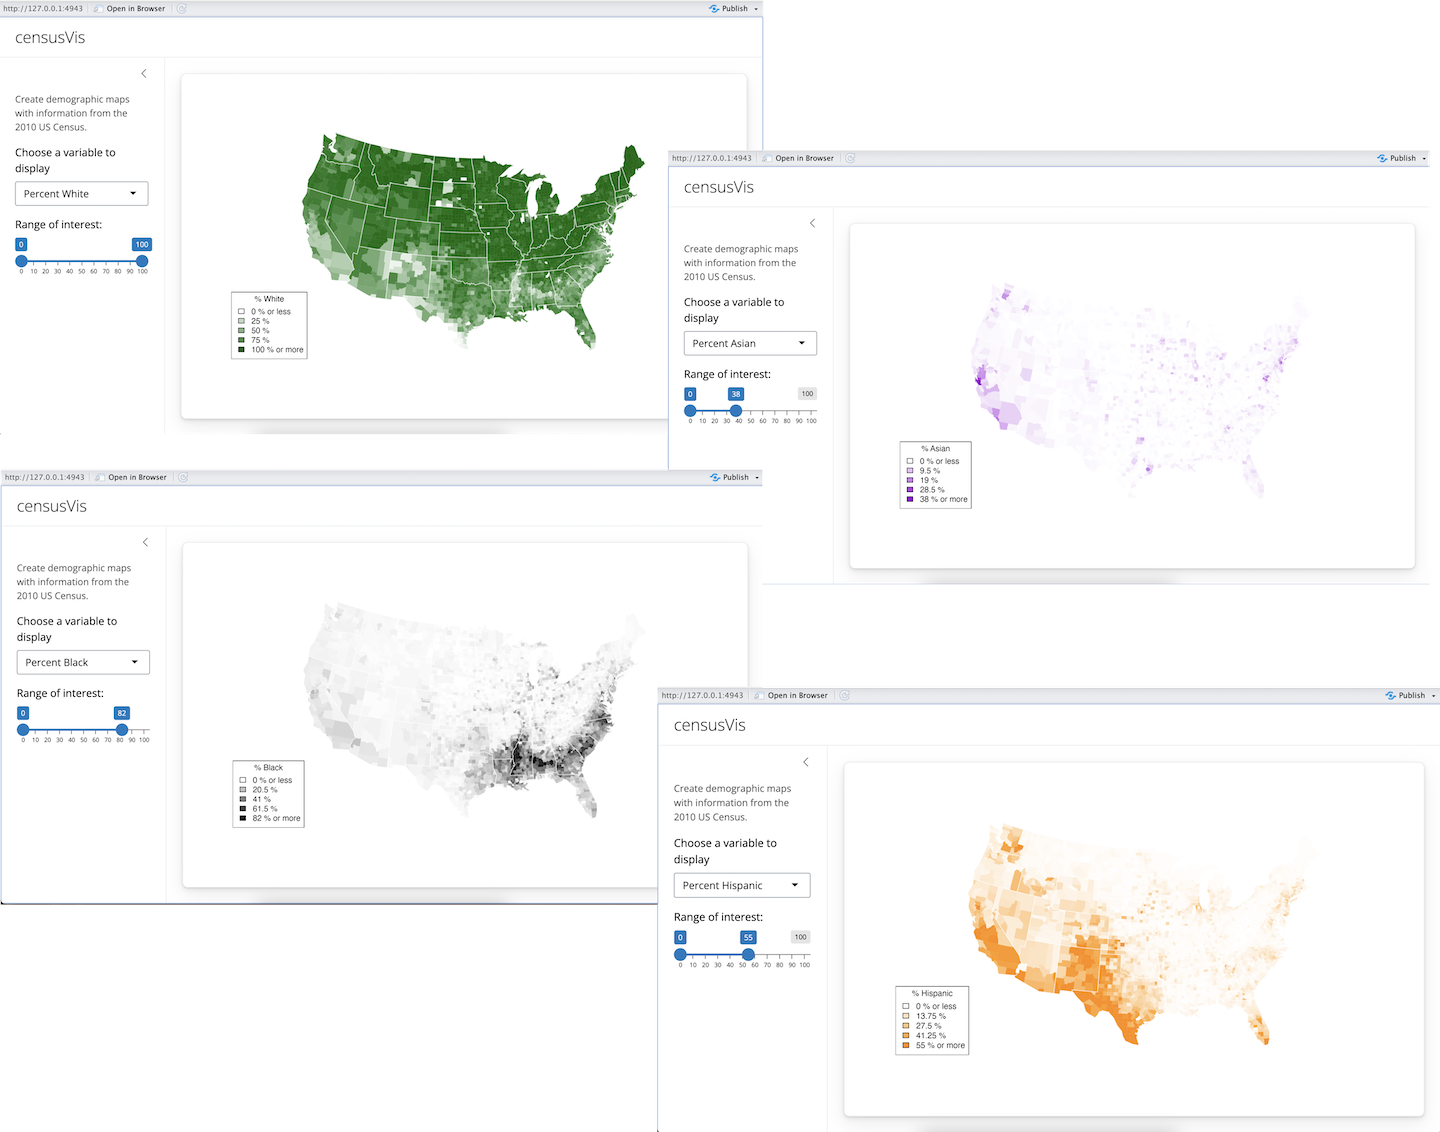 http://127.0.0.1:4943 Open in Browser Publish
censusVis
Create demographic maps
with information from the
2010 US Census.
Choose a variable to
display
Percent White
Range of interest:
0 100
0 10 20 30 40 50 60 70 80 90 100
% White
0 % or less
25 %
50 %
75 %
100 % or more
http://127.0.0.1:4943 Open in Browser Publish
censusVis
Create demographic maps
with information from the
2010 US Census.
Choose a variable to
display
Percent Asian
Range of interest:
0 38 100
0 10 20 30 40 50 60 70 80 90 100
% Asian
0 % or less
9.5 %
19 %
28.5 %
38 % or more
http://127.0.0.1:4943 Open in Browser Publish
censusVis
Create demographic maps
with information from the
2010 US Census.
Choose a variable to
display
Percent Black
Range of interest:
0 82
0 10 20 30 40 50 60 70 80 90 100
% Black
0 % or less
20.5 %
41 %
61.5 %
82 % or more
http://127.0.0.1:4943 Open in Browser Publish
censusVis
Create demographic maps
with information from the
2010 US Census.
Choose a variable to
display
Percent Hispanic
Range of interest:
0 55 100
0 10 20 30 40 50 60 70 80 90 100
% Hispanic
0 % or less
13.75 %
27.5 %
41.25 %
55 % or more